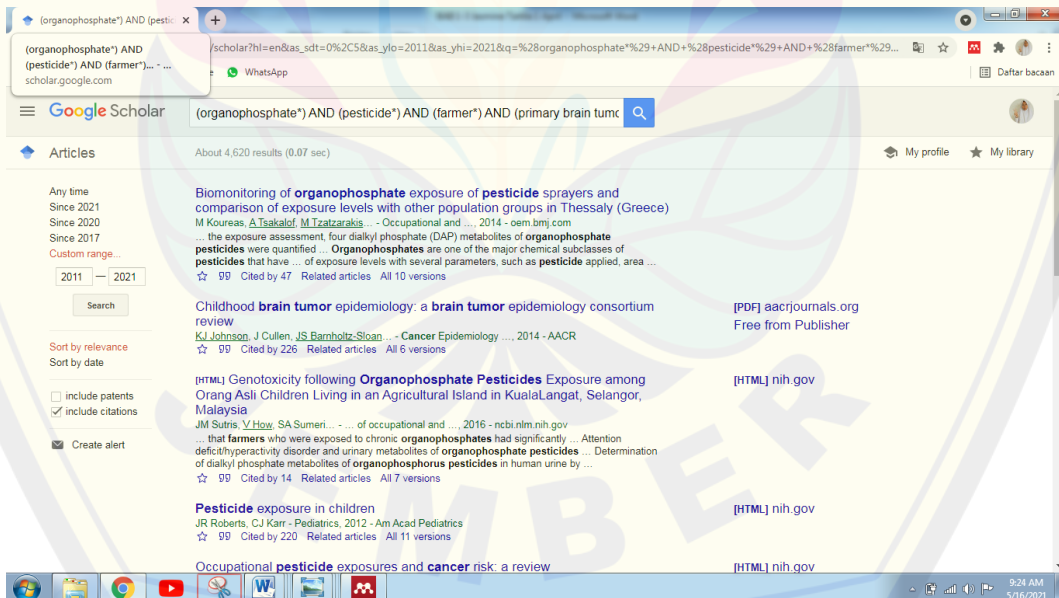 (organophosphate*) AND (pestic
(organophosphate*) AND
(pesticide*) AND (farmer*)... - ...
scholar.google.com
/scholar?hl=en&as_sdt=0%2C5&as_ylo=2011&as_yhi=2021&q=%28organophosphate*%29+AND+%28pesticide*%29+AND+%28farmer*%29...
WhatsApp
Daftar bacaan
Google Scholar
(organophosphate*) AND (pesticide*) AND (farmer*) AND (primary brain tumo
Articles
About 4,620 results (0.07 sec)
My profile
My library
Any time
Since 2021
Since 2020
Since 2017
Custom range...
2011 — 2021
Search
Sort by relevance
Sort by date
include patents
include citations
Create alert
Biomonitoring of organophosphate exposure of pesticide sprayers and
comparison of exposure levels with other population groups in Thessaly (Greece)
M Koureas, A Tsakalof, M Tzatzarakis... - Occupational and ..., 2014 - oem.bmj.com
... the exposure assessment, four dialkyl phosphate (DAP) metabolites of organophosphate
pesticides were quantified ... Organophosphates are one of the major chemical subclasses of
pesticides that have ... of exposure levels with several parameters, such as pesticide applied, area ...
Cited by 47 Related articles All 10 versions
Childhood brain tumor epidemiology: a brain tumor epidemiology consortium
review
KJ Johnson, J Cullen, JS Barnholtz-Sloan... - Cancer Epidemiology ..., 2014 - AACR
Cited by 226 Related articles All 6 versions
[PDF] aacrjournals.org
Free from Publisher
[HTML] Genotoxicity following Organophosphate Pesticides Exposure among
Orang Asli Children Living in an Agricultural Island in KualaLangat, Selangor,
Malaysia
JM Sutris, V How, SA Sumeri... - ... of occupational and ..., 2016 - ncbi.nlm.nih.gov
... that farmers who were exposed to chronic organophosphates had significantly ... Attention
deficit/hyperactivity disorder and urinary metabolites of organophosphate pesticides ... Determination
of dialkyl phosphate metabolites of organophosphorus pesticides in human urine by ...
Cited by 14 Related articles All 7 versions
[HTML] nih.gov
Pesticide exposure in children
JR Roberts, CJ Karr - Pediatrics, 2012 - Am Acad Pediatrics
Cited by 220 Related articles All 11 versions
[HTML] nih.gov
Occupational pesticide exposures and cancer risk: a review
[HTML] nih.gov
9:24 AM
5/16/2021
EMBER